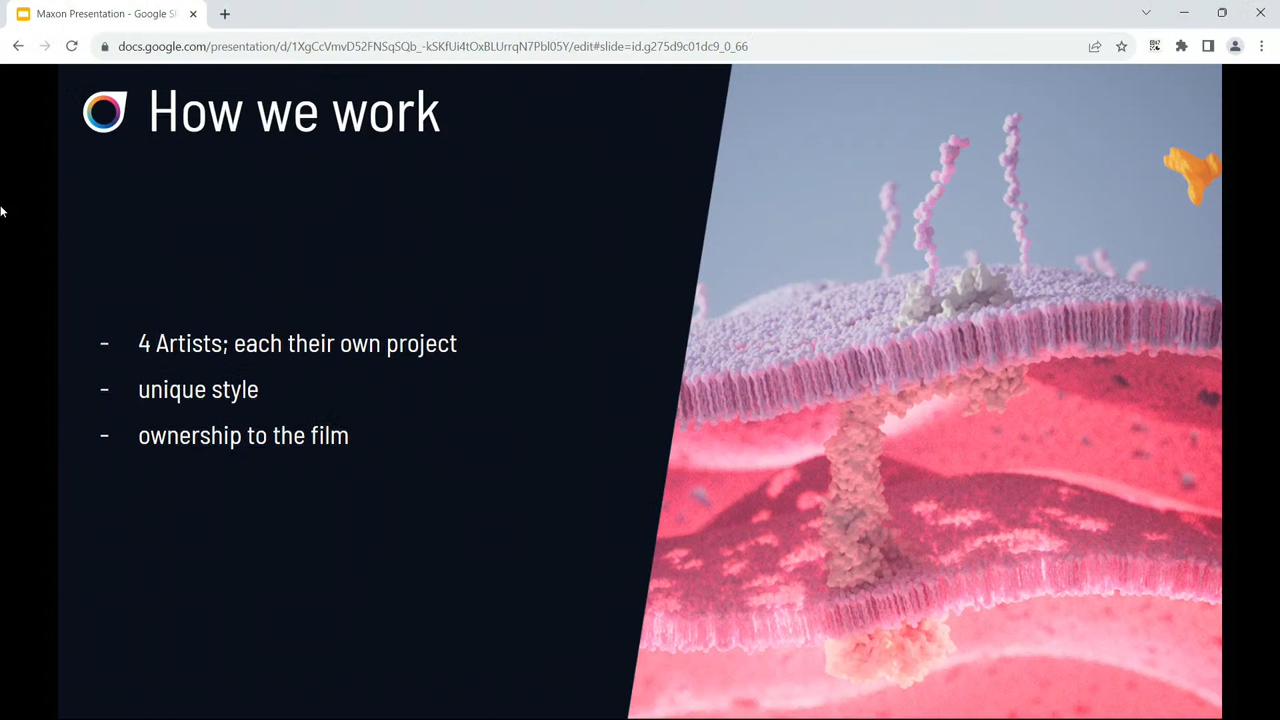 Maxon Presentation - Google Sl
docs.google.com/presentation/d/1XgCcVmvD52FNSqSQb_-kSKfUi4tOxBLUrrqN7Pbl05Y/edit#slide=id.g275d9c01dc9_0_66
How we work
- 4 Artists; each their own project
- unique style
- ownership to the film